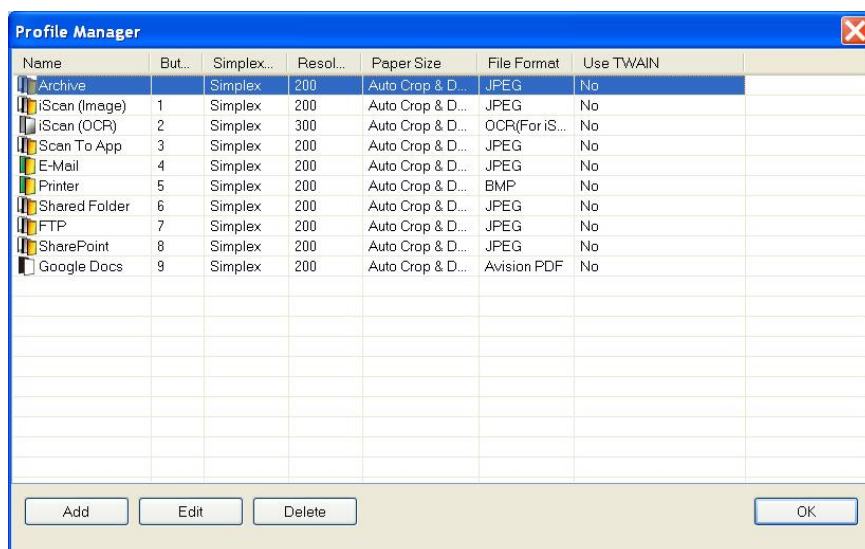 Profile Manager
Name But... Simplex... Resol... Paper Size File Format Use TWAIN
Archive Simplex 200 Auto Crop & D... JPEG No
iScan (Image) 1 Simplex 200 Auto Crop & D... JPEG No
iScan (OCR) 2 Simplex 300 Auto Crop & D... OCR(For iS... No
Scan To App 3 Simplex 200 Auto Crop & D... JPEG No
E-Mail 4 Simplex 200 Auto Crop & D... JPEG No
Printer 5 Simplex 200 Auto Crop & D... BMP No
Shared Folder 6 Simplex 200 Auto Crop & D... JPEG No
FTP 7 Simplex 200 Auto Crop & D... JPEG No
SharePoint 8 Simplex 200 Auto Crop & D... JPEG No
Google Docs 9 Simplex 200 Auto Crop & D... Avision PDF No
Add Edit Delete OK